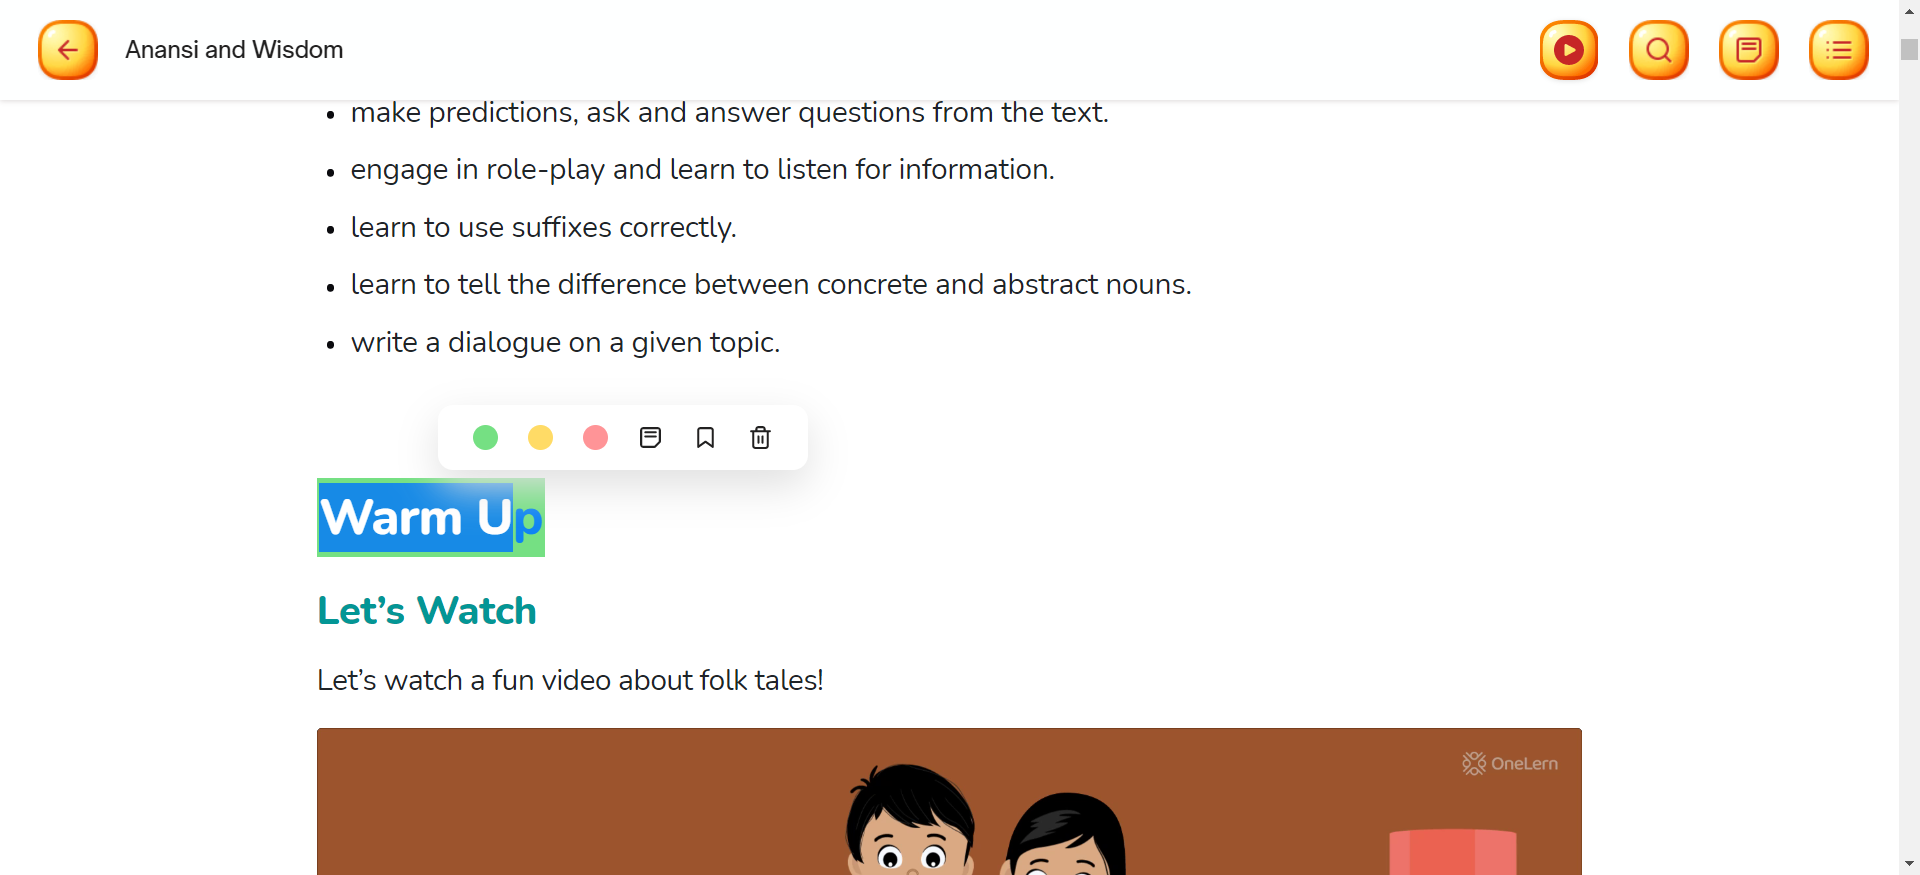 Anansi and Wisdom
make predictions, ask and answer questions from the text.
engage in role-play and learn to listen for information.
learn to use suffixes correctly.
learn to tell the difference between concrete and abstract nouns.
write a dialogue on a given topic.
Warm Up
Let’s Watch
Let’s watch a fun video about folk tales!
OneLern